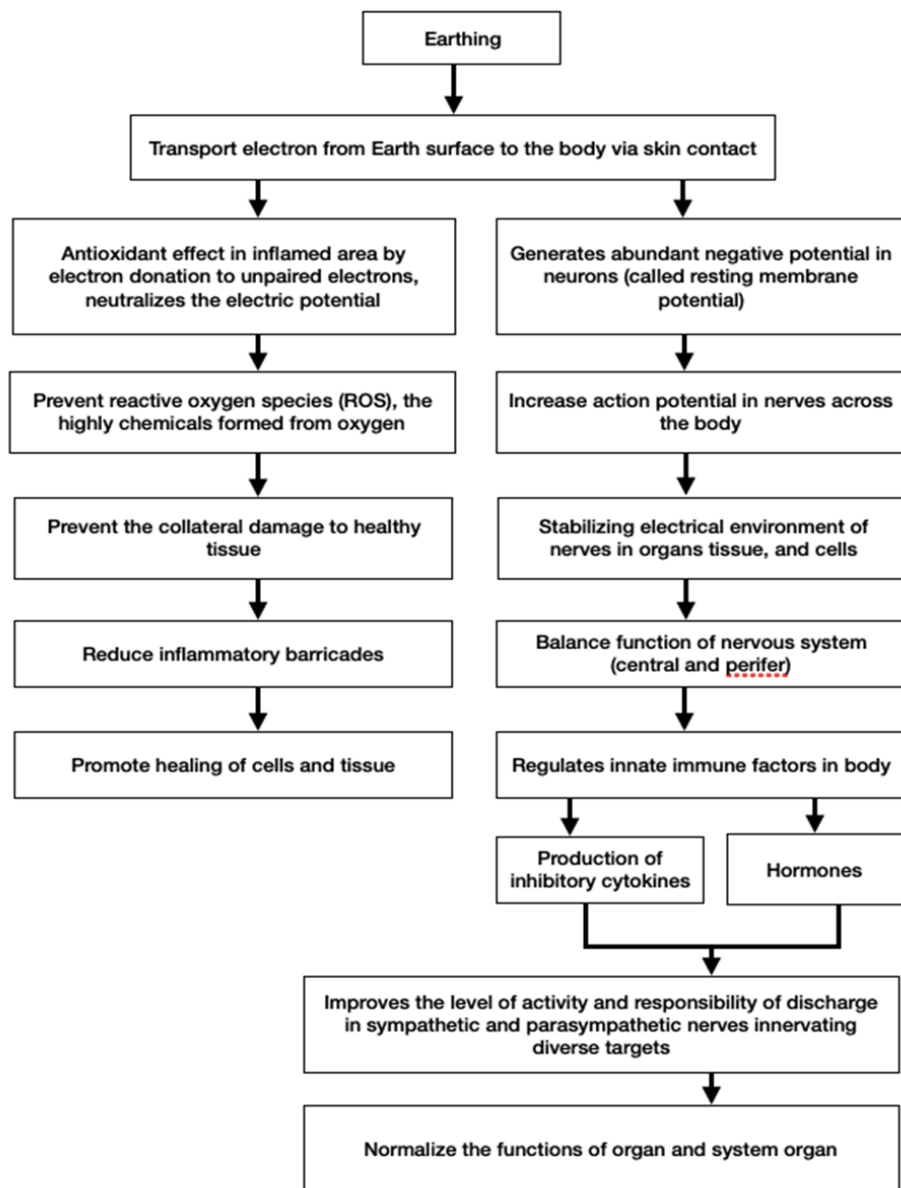 Earthing
Transport electron from Earth surface to the body via skin contact
Antioxidant effect in inflamed area by
electron donation to unpaired electrons,
neutralizes the electric potential
Prevent reactive oxygen species (ROS), the
highly chemicals formed from oxygen
Prevent the collateral damage to healthy
tissue
Reduce inflammatory barricades
Promote healing of cells and tissue
Generates abundant negative potential in
neurons (called resting membrane
potential)
Increase action potential in nerves across
the body
Stabilizing electrical environment of
nerves in organs tissue, and cells
Balance function of nervous system
(central and perifer)
Regulates innate immune factors in body
Production of
inhibitory cytokines
Hormones
Improves the level of activity and responsibility of discharge
in sympathetic and parasympathetic nerves innervating
diverse targets
Normalize the functions of organ and system organ